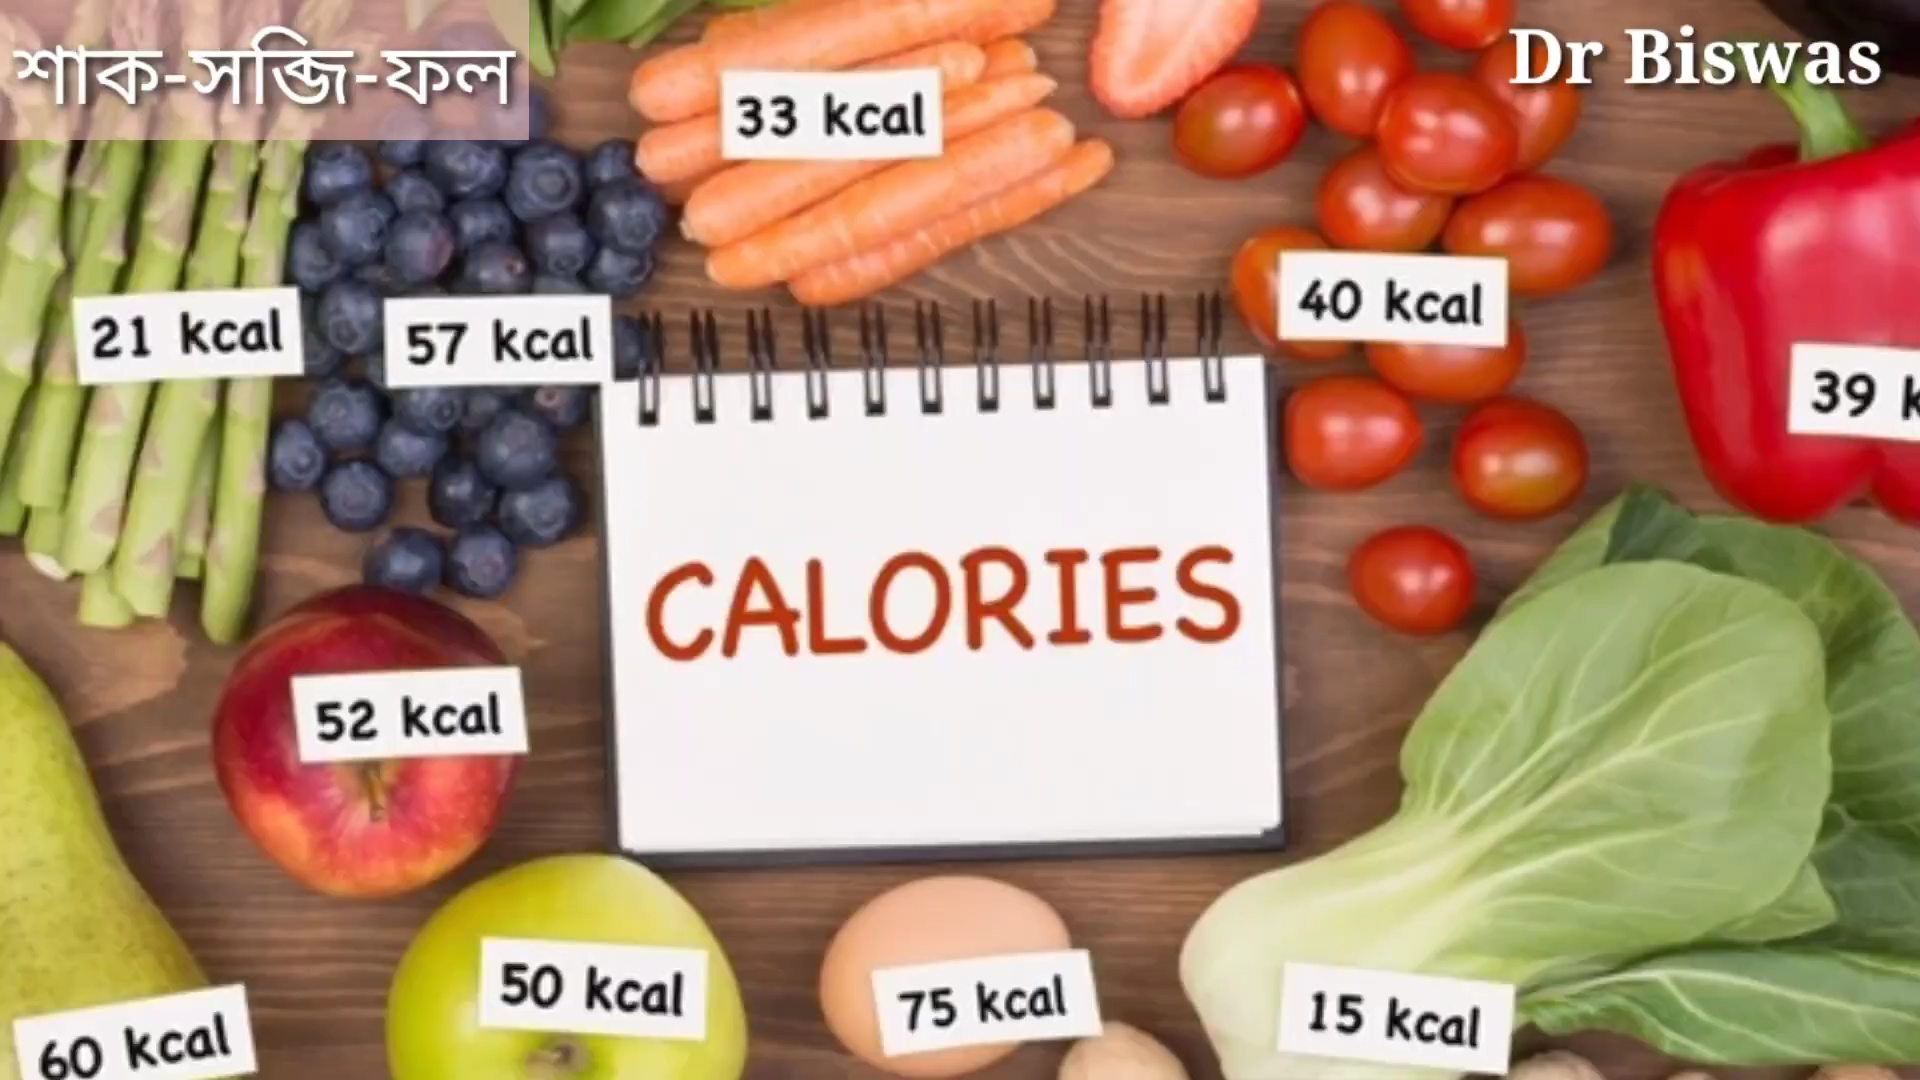 শাক-সব্জি-ফল
Dr Biswas
33 kcal
21 kcal
57 kcal
40 kcal
39 k
CALORIES
52 kcal
50 kcal
75 kcal
15 kcal
60 kcal